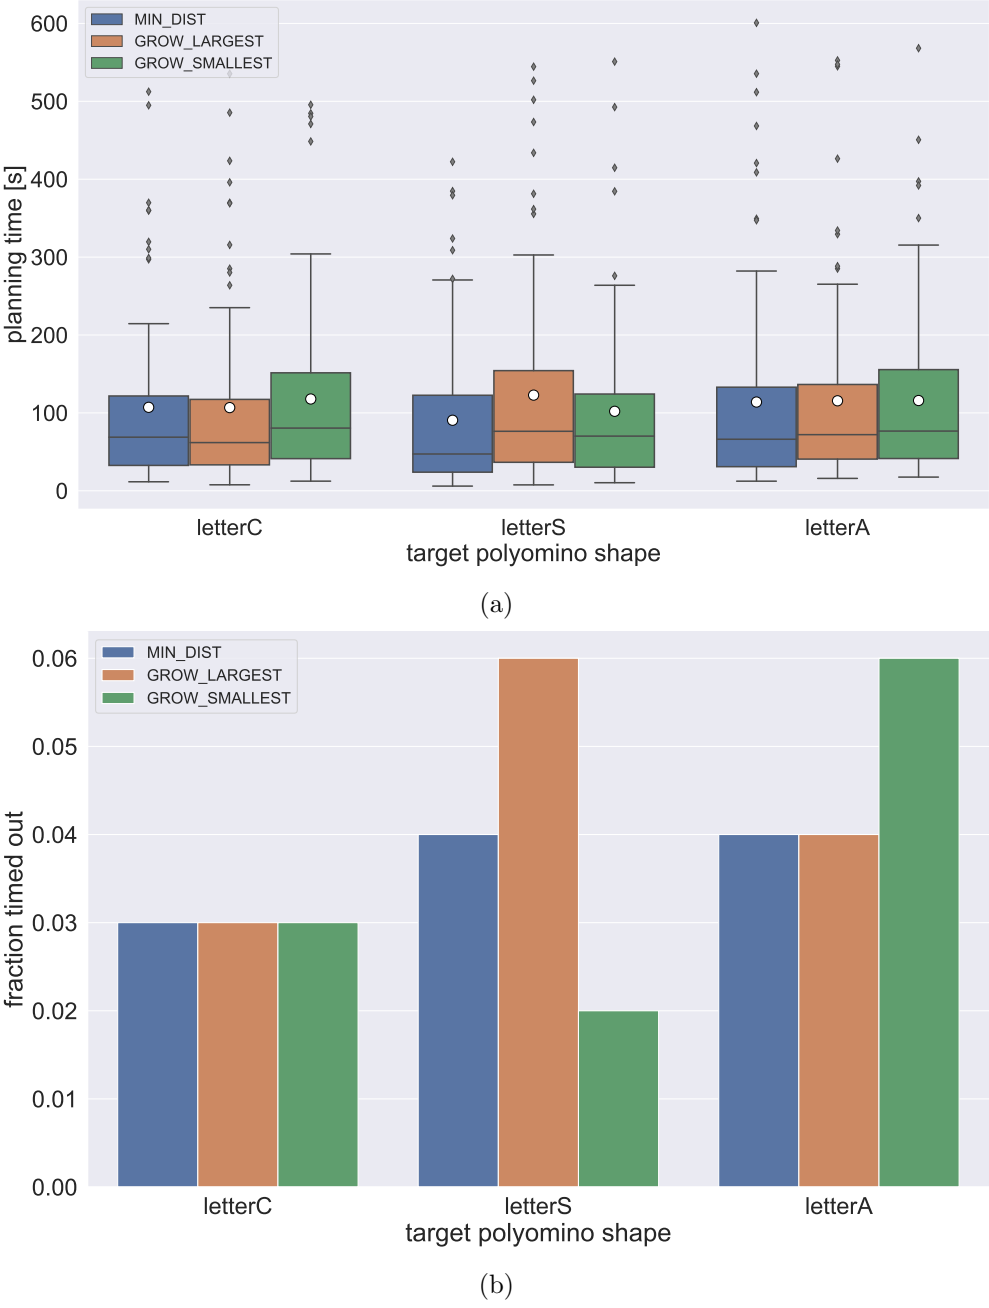 600
500
400
300
200
100
0
planning time [s]
MIN_DIST
GROW_LARGEST
GROW_SMALLEST
letterC
letterS
letterA
target polyomino shape
(a)
0.06
0.05
0.04
0.03
0.02
0.01
0.00
fraction timed out
MIN_DIST
GROW_LARGEST
GROW_SMALLEST
letterC
letterS
letterA
target polyomino shape
(b)